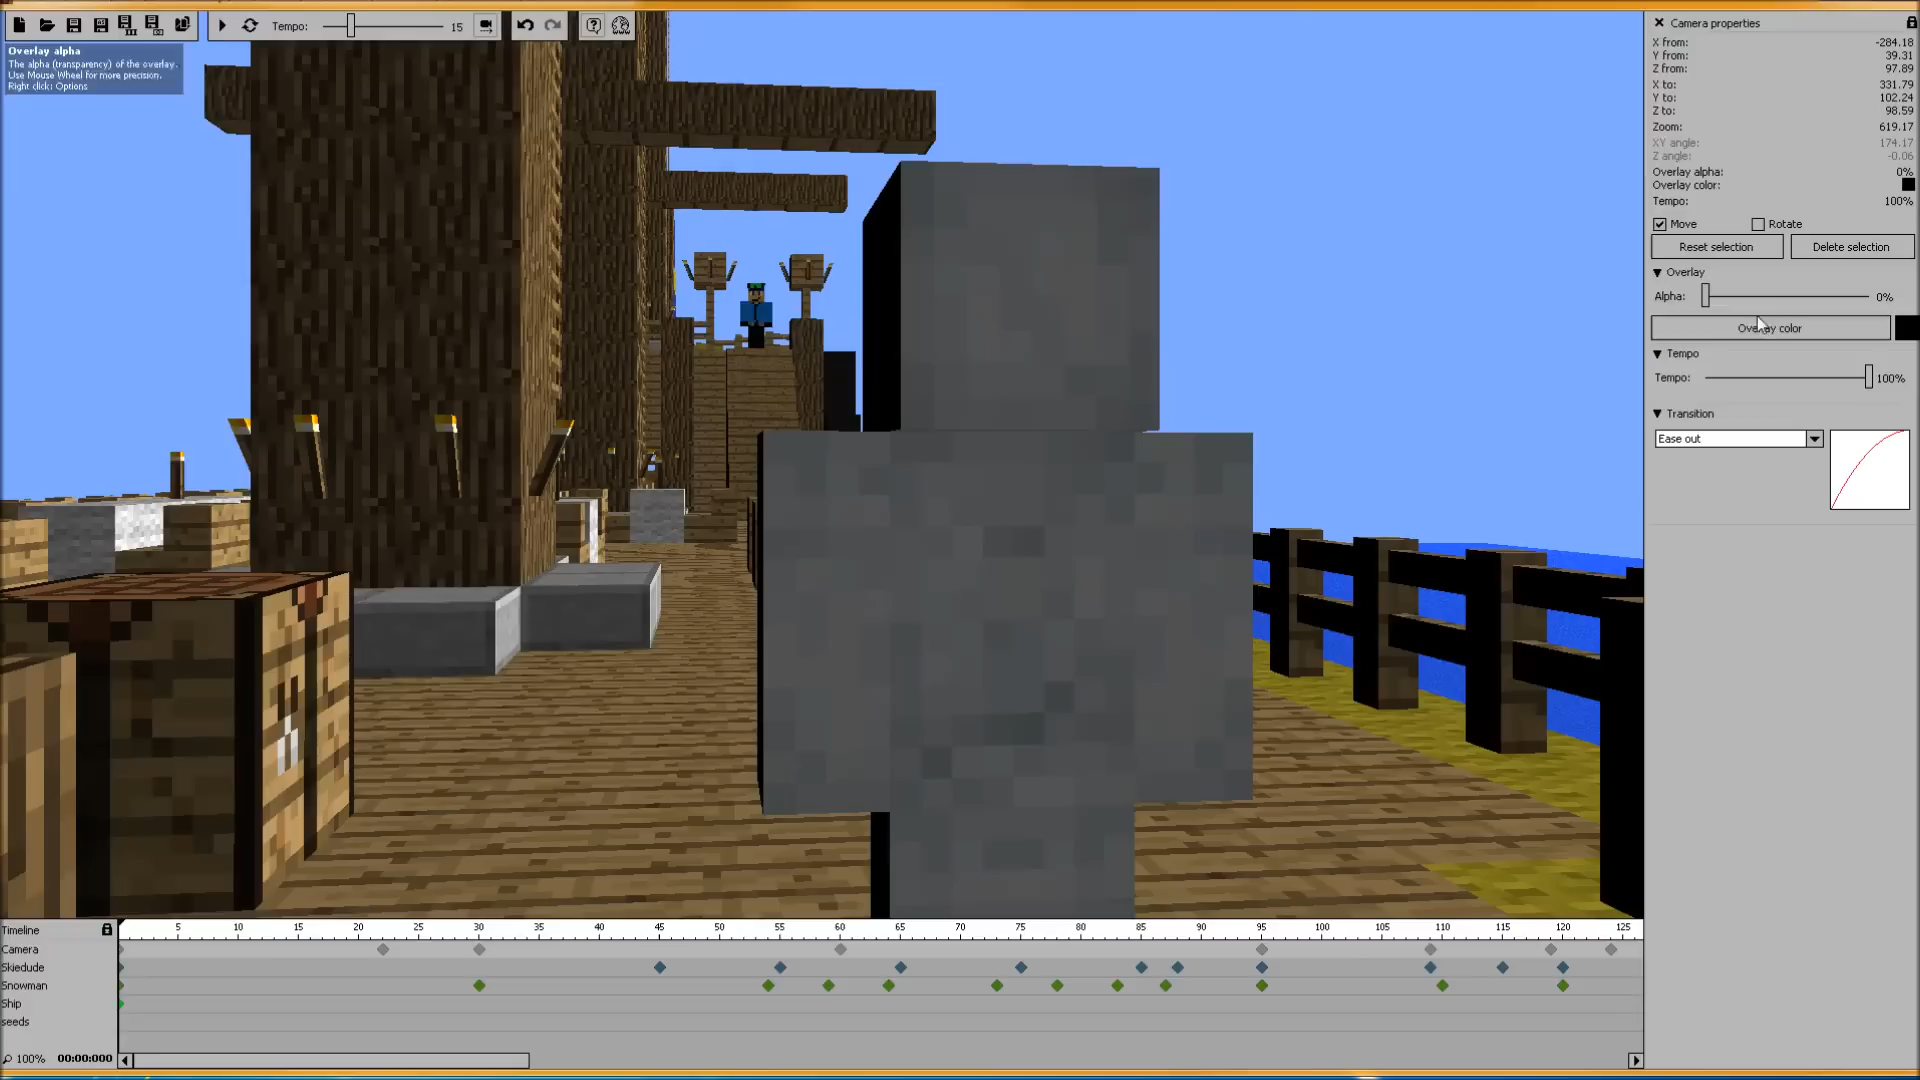 Tempo:
15
Overlay alpha
The alpha (transparency) of the overlay.
Use Mouse Wheel for more precision.
Right click: Options
Camera properties
X from: -284.18
Y from: 39.31
Z from: 97.89
X to: 331.79
Y to: 102.24
Z to: 98.59
Zoom: 619.17
XY angle: 174.17
Z angle: -0.06
Overlay alpha: 0%
Overlay color:
Tempo: 100%
Move Rotate
Reset selection Delete selection
Overlay
Alpha: 0%
Overlay color
Tempo
Tempo: 100%
Transition
Ease out
Timeline 5 10 15 20 25 30 35 40 45 50 55 60 65 70 75 80 85 90 95 100 105 110 115 120 125
Camera
Skiedude
Snowman
Ship
seeds
100% 00:00:000